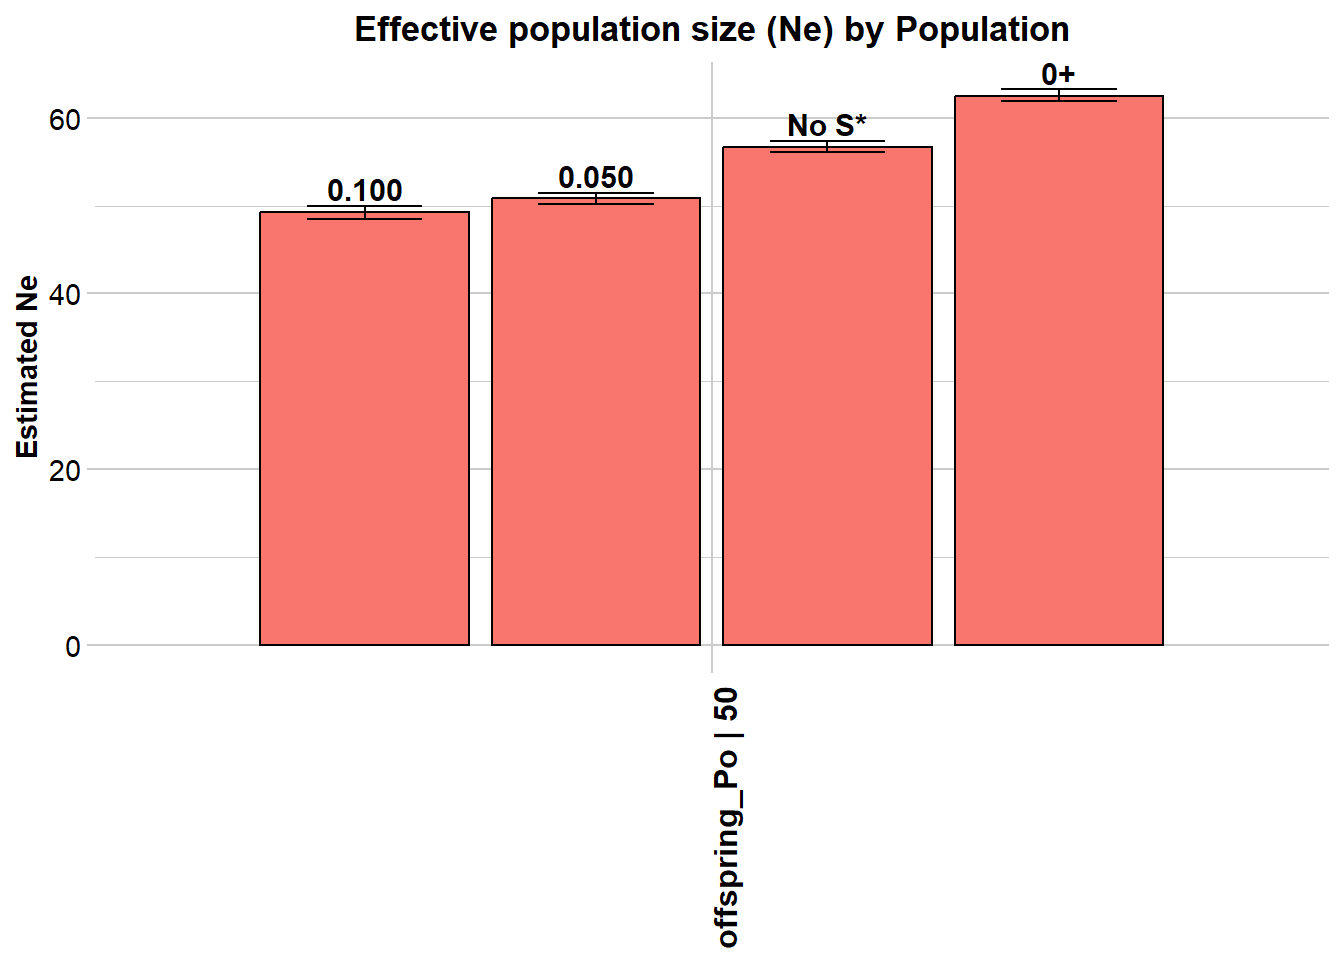 Effective population size (Ne) by Population
Estimated Ne
60
40
20
0
0.100
0.050
No S*
0+
offspring_Po | 50